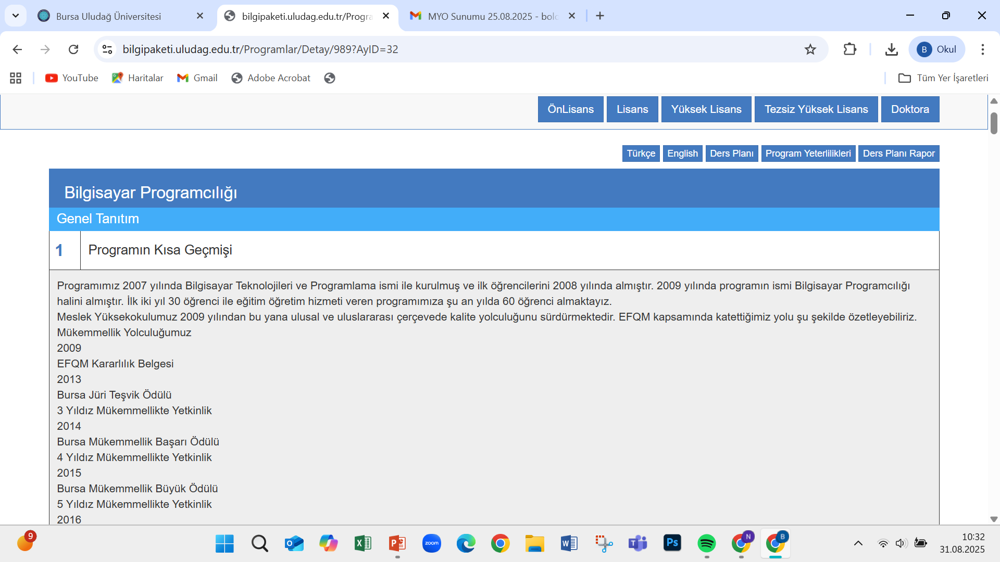 Bursa Uludağ Üniversitesi
bilgipaketi.uludag.edu.tr/Progra
MYO Sunumu 25.08.2025 - bolo
bilgipaketi.uludag.edu.tr/Programlar/Detay/989?AyID=32
B Okul
YouTube
Haritalar
Gmail
Adobe Acrobat
Tüm Yer İşaretleri
ÖnLisans
Lisans
Yüksek Lisans
Tezsiz Yüksek Lisans
Doktora
Türkçe
English
Ders Planı
Program Yeterlilikleri
Ders Planı Rapor
Bilgisayar Programcılığı
Genel Tanıtım
1 Programın Kısa Geçmişi
Programımız 2007 yılında Bilgisayar Teknolojileri ve Programlama ismi ile kurulmuş ve ilk öğrencilerini 2008 yılında almıştır. 2009 yılında programın ismi Bilgisayar Programcılığı
halini almıştır. İlk iki yıl 30 öğrenci ile eğitim öğretim hizmeti veren programımıza şu an yılda 60 öğrenci almaktayız.
Meslek Yüksekokulumuz 2009 yılından bu yana ulusal ve uluslararası çerçevede kalite yolculuğunu sürdürmektedir. EFQM kapsamında katettiğimiz yolu şu şekilde özetleyebiliriz.
Mükemmellik Yolculuğumuz
2009
EFQM Kararlılık Belgesi
2013
Bursa Jüri Teşvik Ödülü
3 Yıldız Mükemmellikte Yetkinlik
2014
Bursa Mükemmellik Başarı Ödülü
4 Yıldız Mükemmellikte Yetkinlik
2015
Bursa Mükemmellik Büyük Ödülü
5 Yıldız Mükemmellikte Yetkinlik
2016
9
zoom
Ps
N
B
10:32
31.08.2025